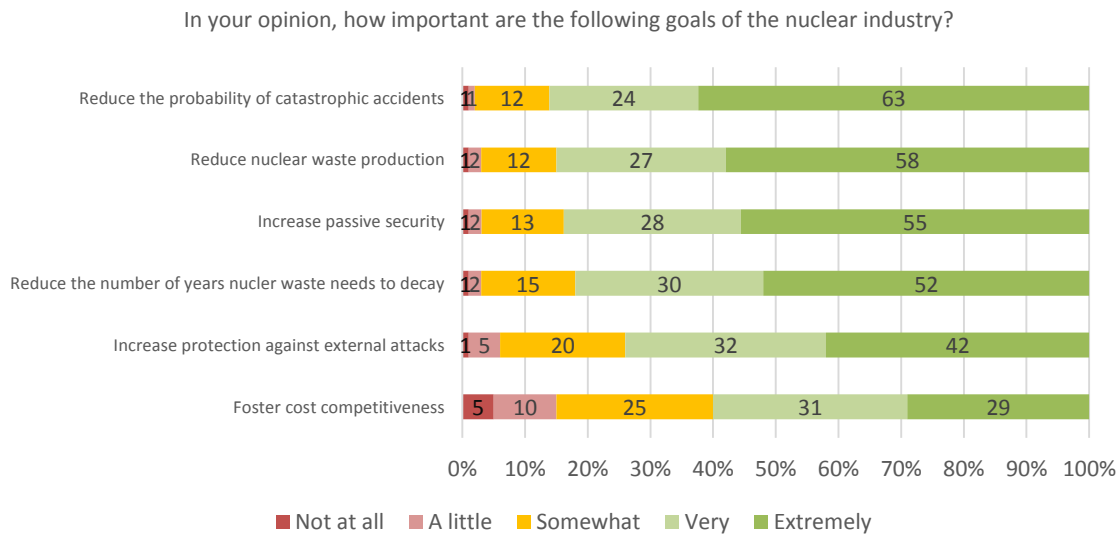 In your opinion, how important are the following goals of the nuclear industry?
Reduce the probability of catastrophic accidents 1 1 12 24 63
Reduce nuclear waste production 1 2 12 27 58
Increase passive security 1 2 13 28 55
Reduce the number of years nucler waste needs to decay 1 2 15 30 52
Increase protection against external attacks 1 5 20 32 42
Foster cost competitiveness 5 10 25 31 29
0% 10% 20% 30% 40% 50% 60% 70% 80% 90% 100%
Not at all A little Somewhat Very Extremely